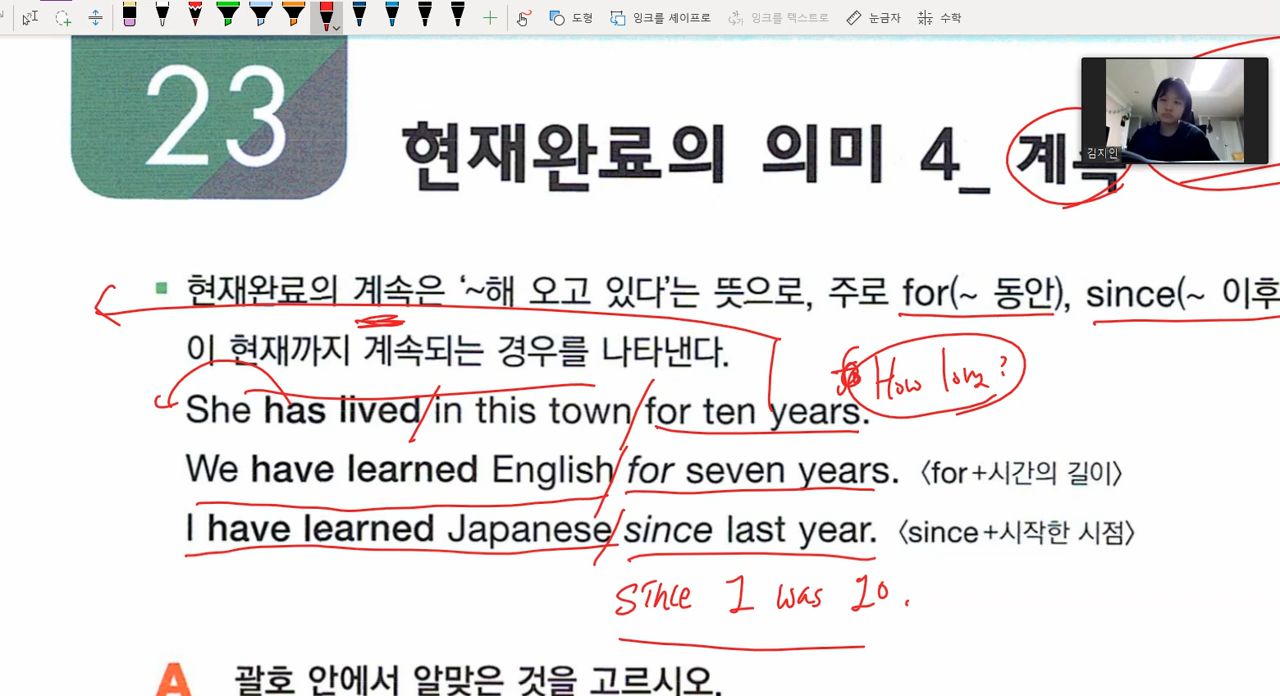 도형 잉크를 셰이프로 잉크를 텍스트로 눈금자 수학
23
현재완료의 의미 4_ 계속
김지인
현재완료의 계속은 ‘~해 오고 있다’는 뜻으로, 주로 for(~ 동안), since(~ 이후
이 현재까지 계속되는 경우를 나타낸다.
How long?
She has lived in this town for ten years.
We have learned English for seven years. 〈for+시간의 길이〉
I have learned Japanese since last year. 〈since+시작한 시점〉
since I was 10.
A 괄호 안에서 알맞은 것을 고르시오.